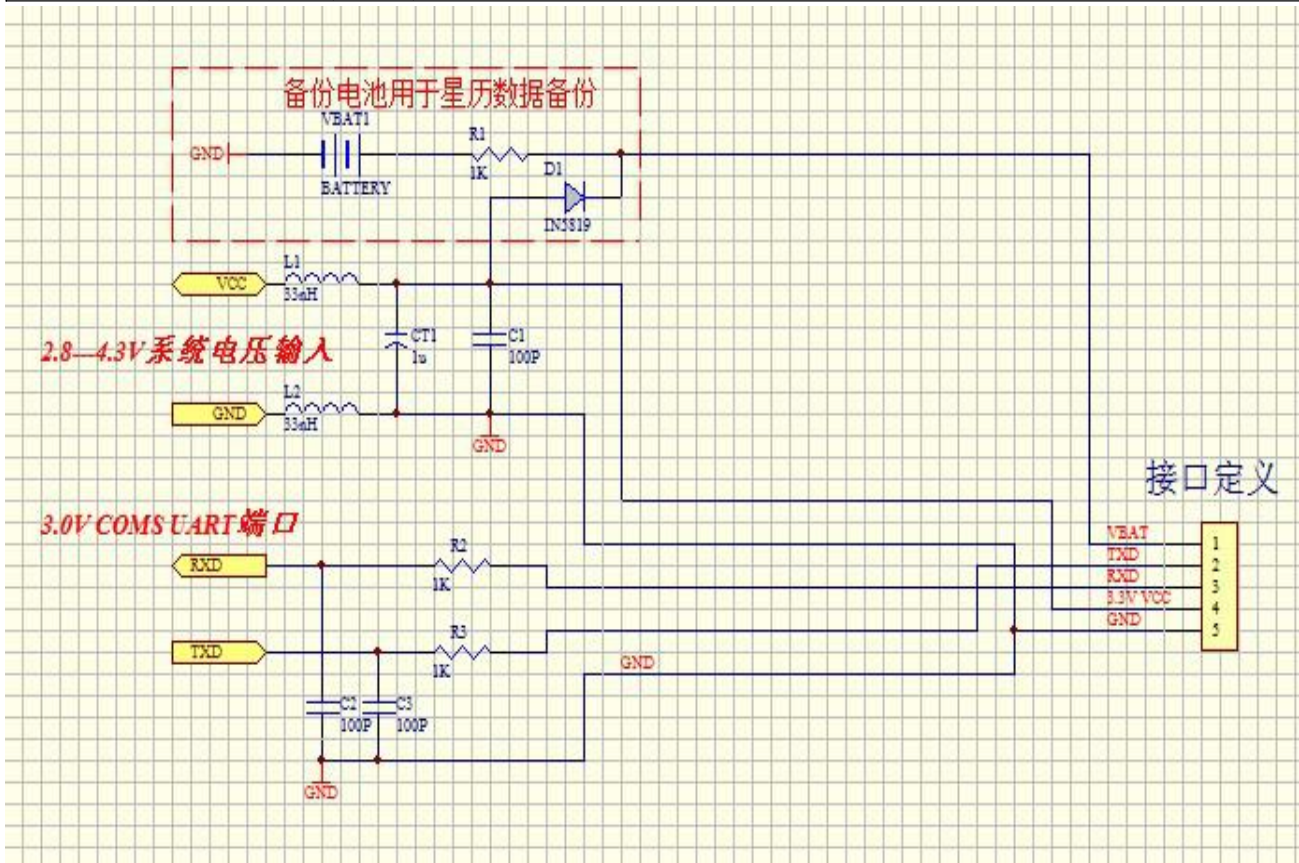 备份电池用于星历数据备份
VBAT1
GND
BATTERY
R1
1K
D1
IN5819
L1
VCC
33nH
CT1
1u
C1
100P
2.8—4.3V系统电压输入
L2
GND
33nH
GND
接口定义
3.0V COMS UART端口
RXD
R2
1K
TXD
R3
1K
GND
C2
100P
C3
100P
GND
VBAT
1
TXD
2
RXD
3
3.3V VCC
4
GND
5